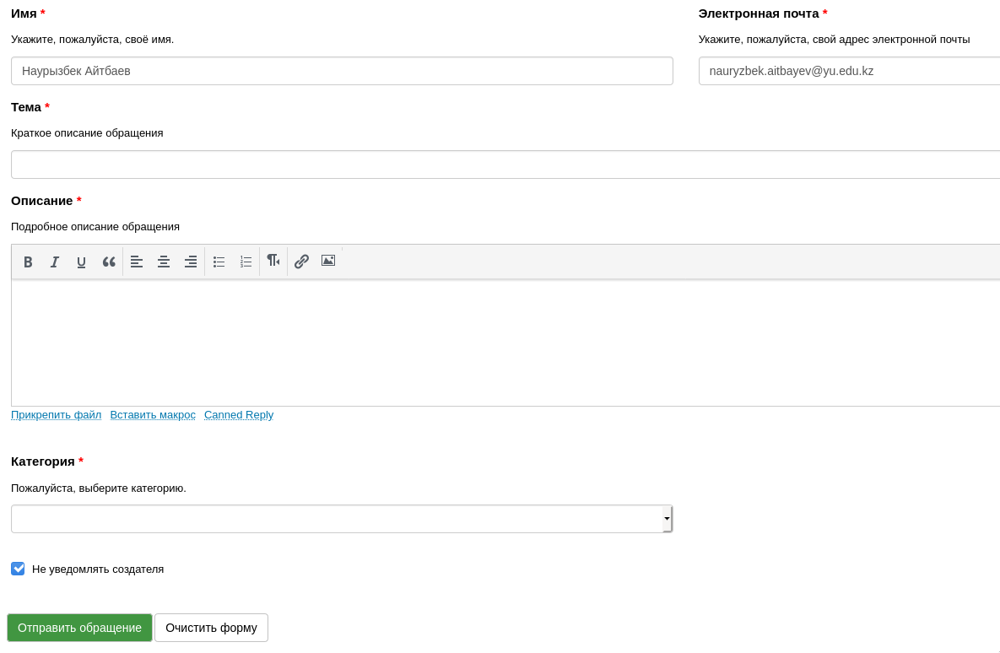 Имя *
Электронная почта *
Укажите, пожалуйста, своё имя.
Укажите, пожалуйста, свой адрес электронной почты
Наурызбек Айтбаев
nauryzbek.aitbayev@yu.edu.kz
Тема *
Краткое описание обращения
Описание *
Подробное описание обращения
Прикрепить файл Вставить макрос Canned Reply
Категория *
Пожалуйста, выберите категорию.
Не уведомлять создателя
Отправить обращение Очистить форму